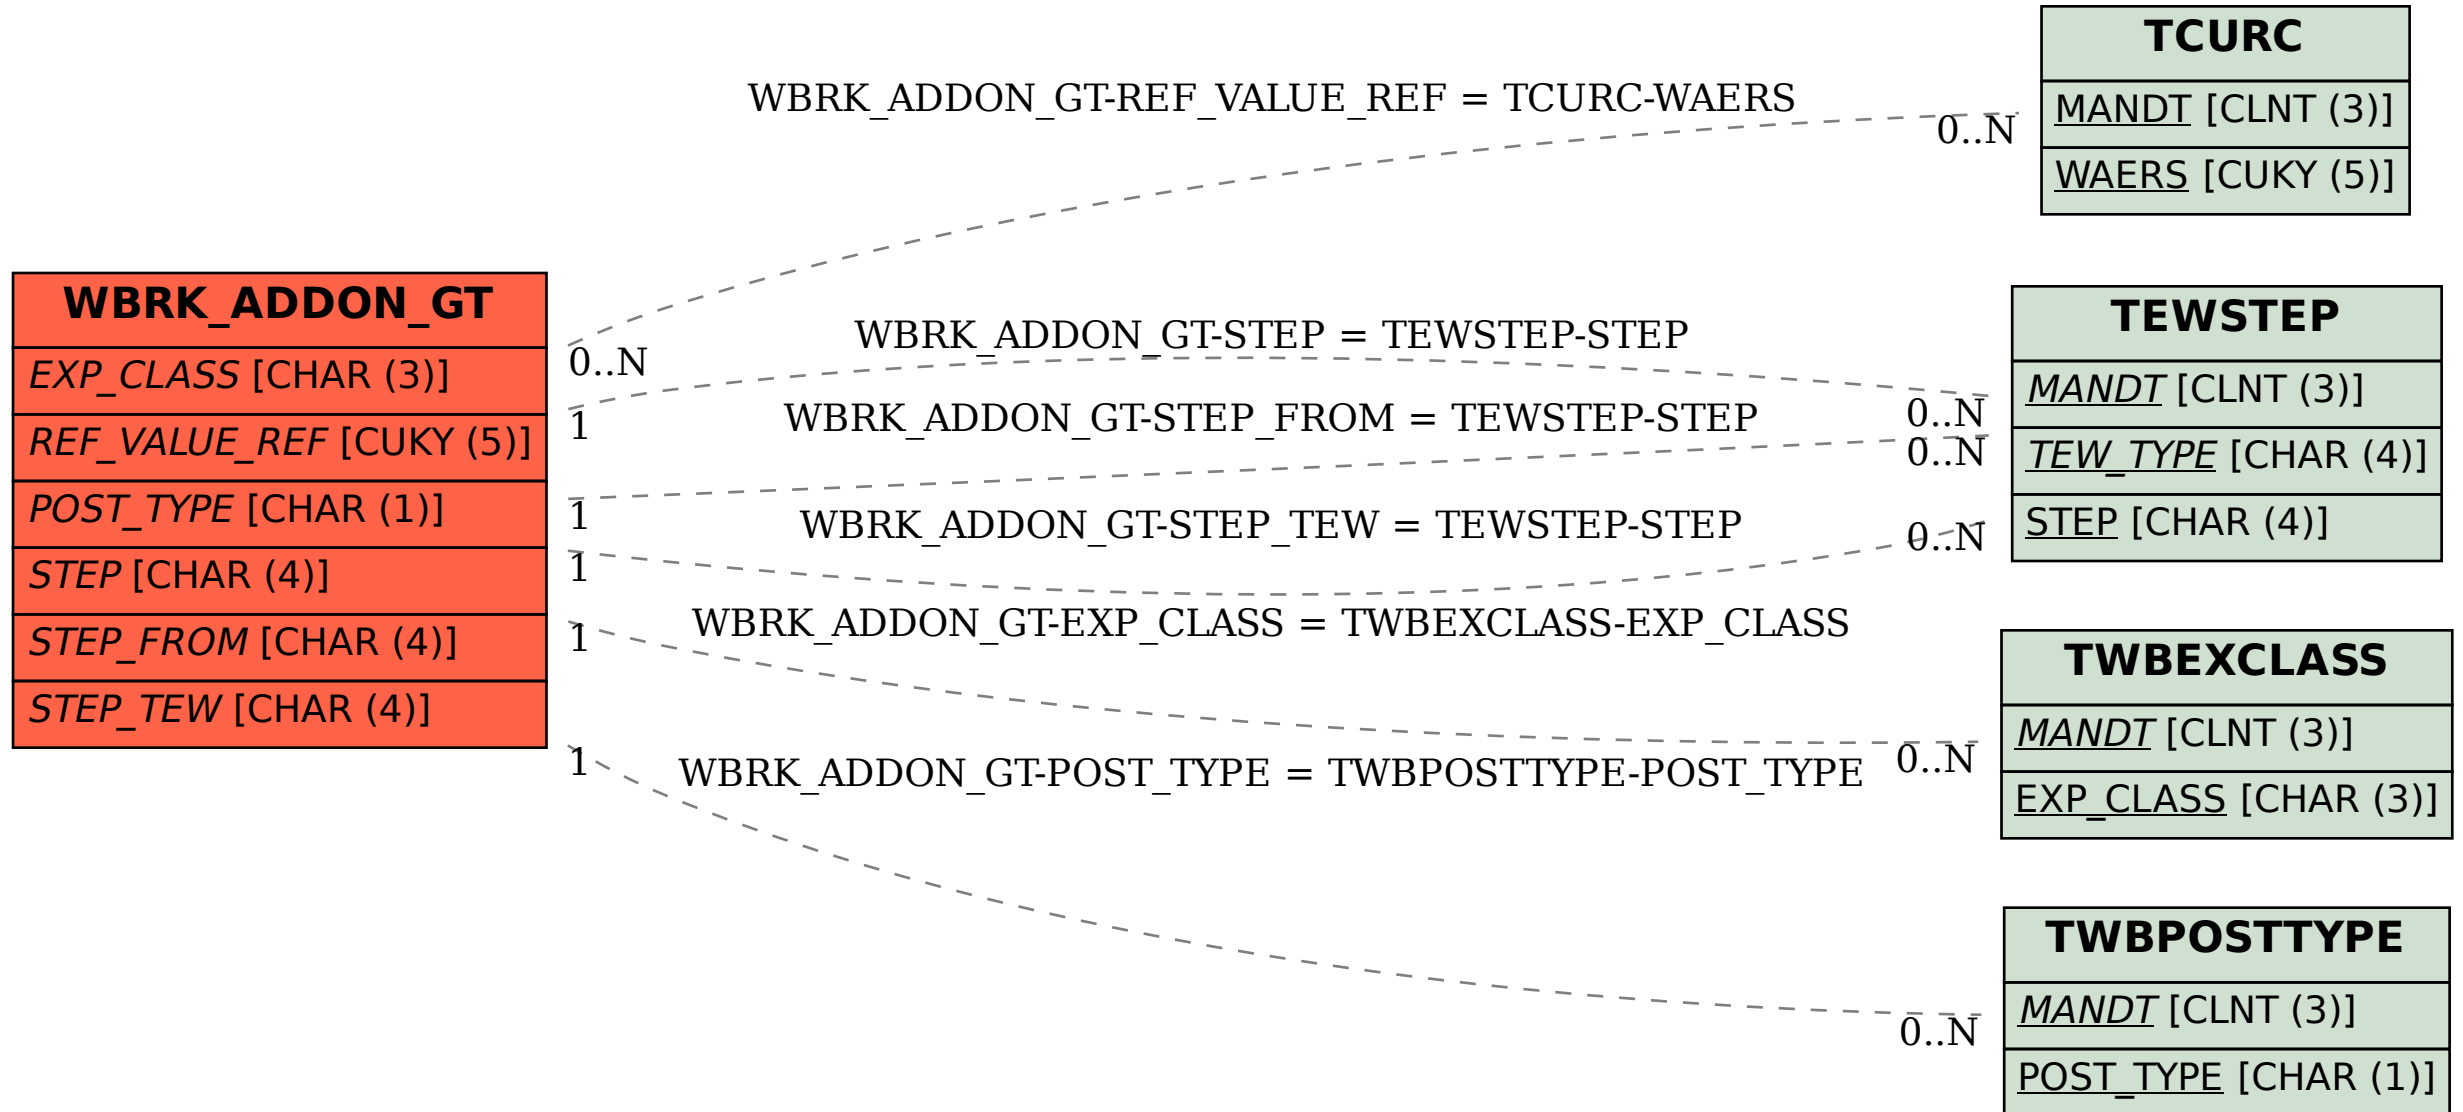 WBRK_ADDON_GT
EXP_CLASS [CHAR (3)]
REF_VALUE_REF [CUKY (5)]
POST_TYPE [CHAR (1)]
STEP [CHAR (4)]
STEP_FROM [CHAR (4)]
STEP_TEW [CHAR (4)]
WBRK_ADDON_GT-REF_VALUE_REF = TCURC-WAERS
0..N
0..N
WBRK_ADDON_GT-STEP = TEWSTEP-STEP
1
0..N
WBRK_ADDON_GT-STEP_FROM = TEWSTEP-STEP
1
0..N
WBRK_ADDON_GT-STEP_TEW = TEWSTEP-STEP
1
0..N
WBRK_ADDON_GT-EXP_CLASS = TWBEXCLASS-EXP_CLASS
1
0..N
WBRK_ADDON_GT-POST_TYPE = TWBPOSTTYPE-POST_TYPE
1
0..N
TCURC
MANDT [CLNT (3)]
WAERS [CUKY (5)]
TEWSTEP
MANDT [CLNT (3)]
TEW_TYPE [CHAR (4)]
STEP [CHAR (4)]
TWBEXCLASS
MANDT [CLNT (3)]
EXP_CLASS [CHAR (3)]
TWBPOSTTYPE
MANDT [CLNT (3)]
POST_TYPE [CHAR (1)]